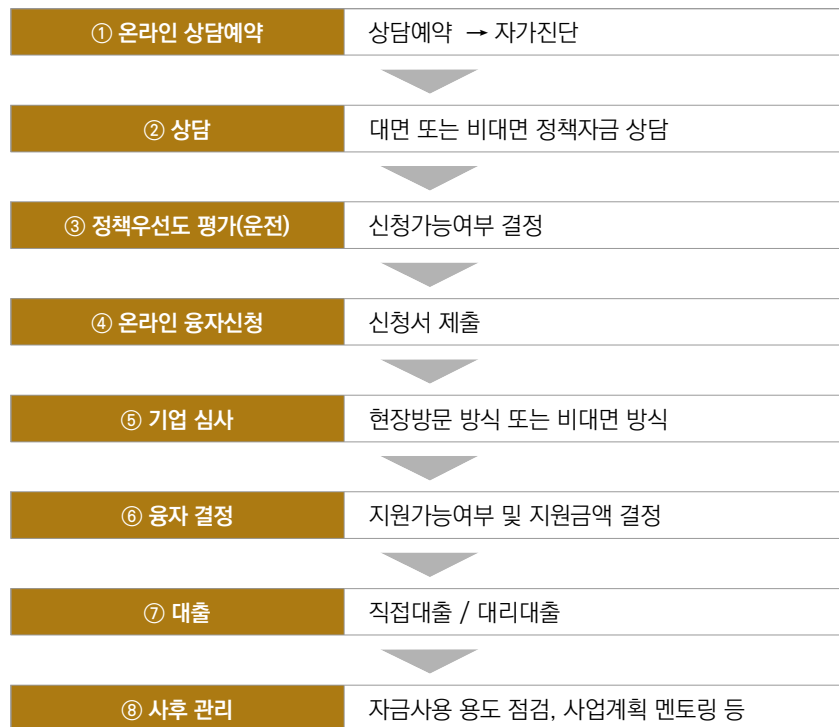 ① 온라인 상담예약 상담예약 → 자가진단
② 상담 대면 또는 비대면 정책자금 상담
③ 정책우선도 평가(운전) 신청가능여부 결정
④ 온라인 융자신청 신청서 제출
⑤ 기업 심사 현장방문 방식 또는 비대면 방식
⑥ 융자 결정 지원가능여부 및 지원금액 결정
⑦ 대출 직접대출 / 대리대출
⑧ 사후 관리 자금사용 용도 점검, 사업계획 멘토링 등